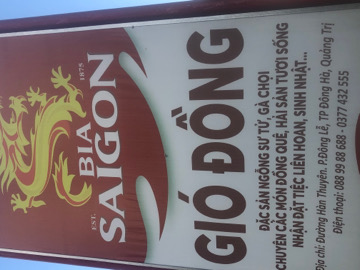 EST. BIA 1875
SAIGON
GIÓ ĐỒNG
ĐẶC SẢN NGỖNG SƯ TỬ, GÀ CHỌI
CHUYÊN CÁC MÓN ĐỒNG QUÊ, HẢI SẢN TƯƠI SỐNG
NHẬN ĐẶT TIỆC LIÊN HOAN, SINH NHẬT...
Địa chỉ: Đường Hàn Thuyên. P.Đông Lễ, TP Đông Hà, Quảng Trị
Điện thoại: 088 99 88 688 - 0377 432 555